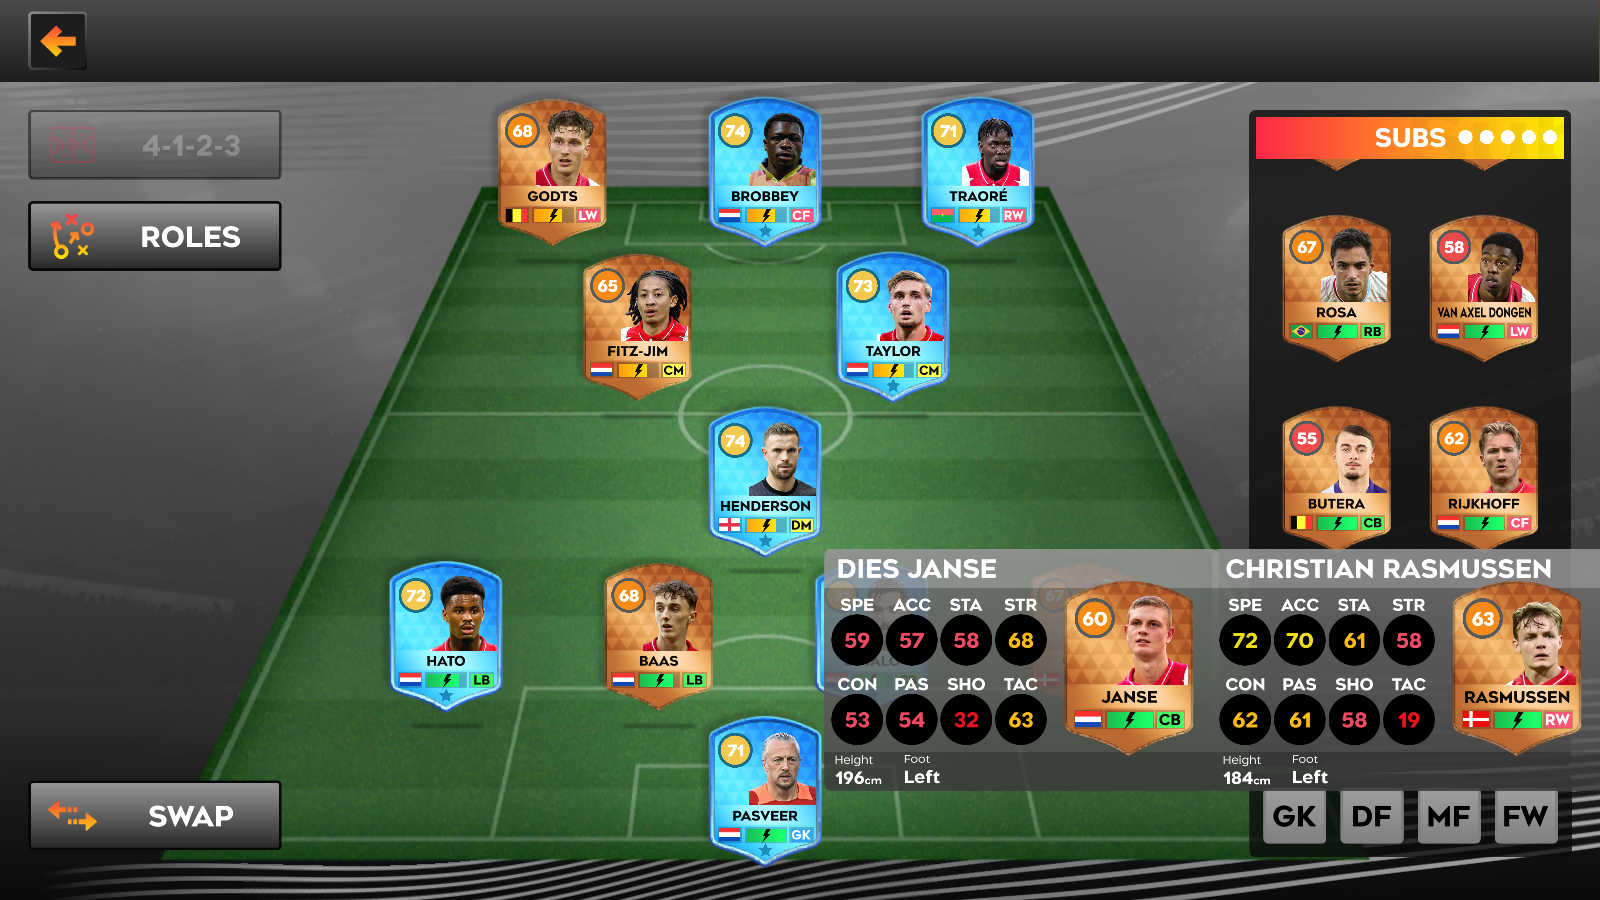 4-1-2-3
ROLES
68
GODTS
LW
74
BROBBEY
CF
71
TRAORÉ
RW
65
FITZ-JIM
CM
73
TAYLOR
CM
74
HENDERSON
DM
72
HATO
LB
68
BAAS
LB
67
71
PASVEER
GK
SWAP
SUBS
67
ROSA
RB
58
VAN AXEL DONGEN
LW
55
BUTERA
CB
62
RIJKHOFF
CF
DIES JANSE
SPE ACC STA STR
59 57 58 68
CON PAS SHO TAC
53 54 32 63
Height Foot
196cm Left
60
JANSE
CB
CHRISTIAN RASMUSSEN
SPE ACC STA STR
72 70 61 58
CON PAS SHO TAC
62 61 58 19
Height Foot
184cm Left
63
RASMUSSEN
RW
GK DF MF FW